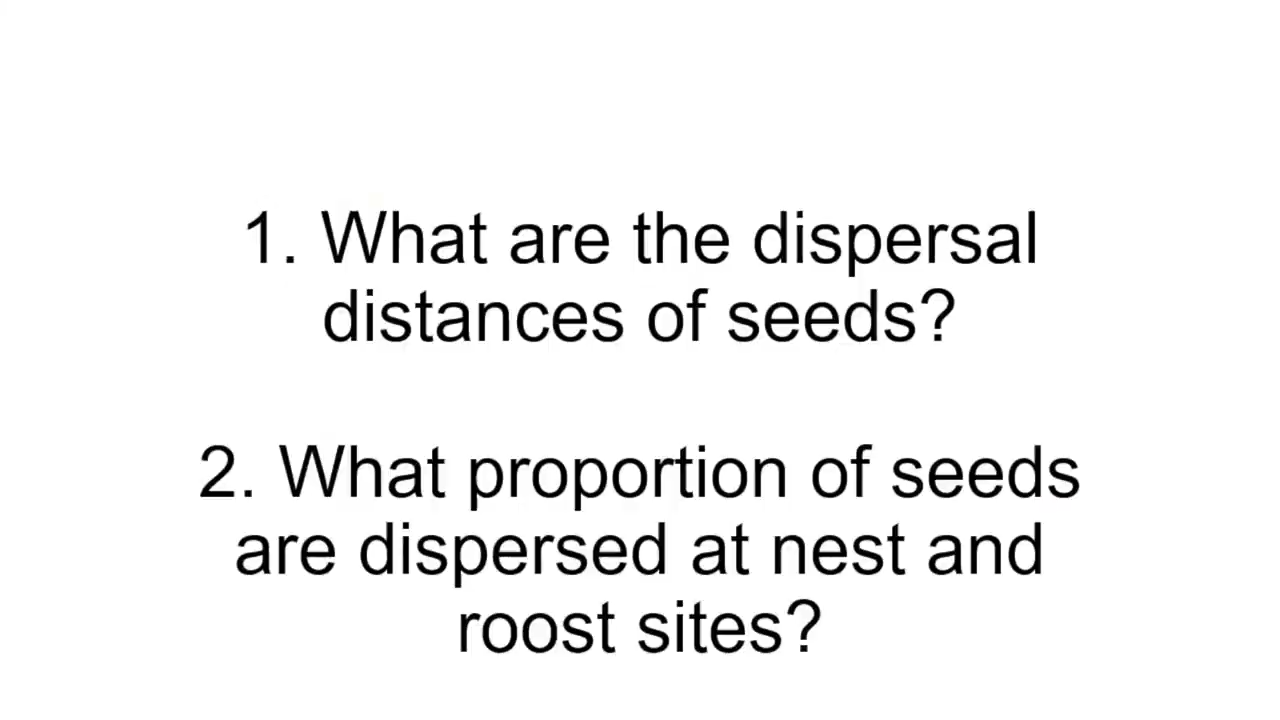 1. What are the dispersal
distances of seeds?
2. What proportion of seeds
are dispersed at nest and
roost sites?